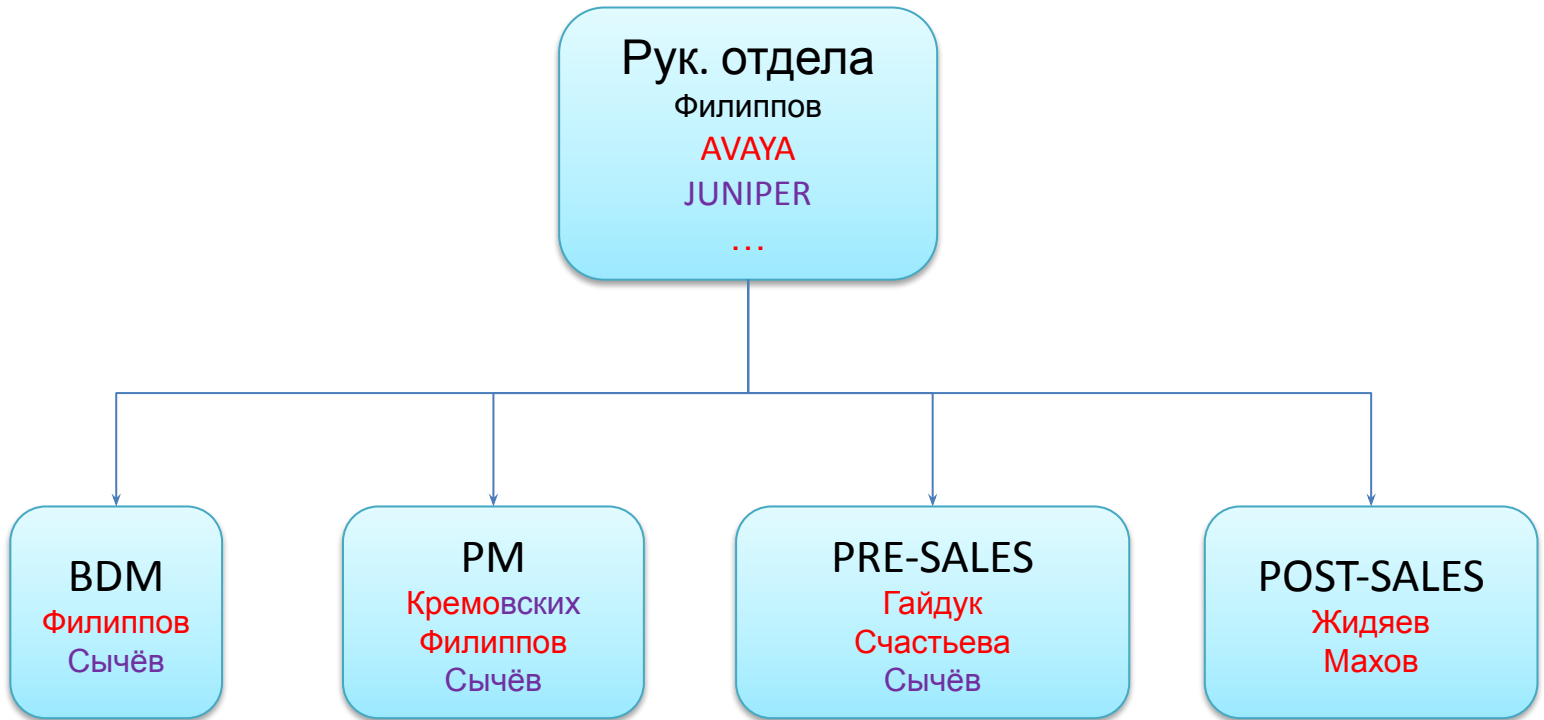 Рук. отдела
Филиппов
AVAYA
JUNIPER
...
BDM
Филиппов
Сычёв
PM
Кремовских
Филиппов
Сычёв
PRE-SALES
Гайдук
Счастьева
Сычёв
POST-SALES
Жидяев
Махов